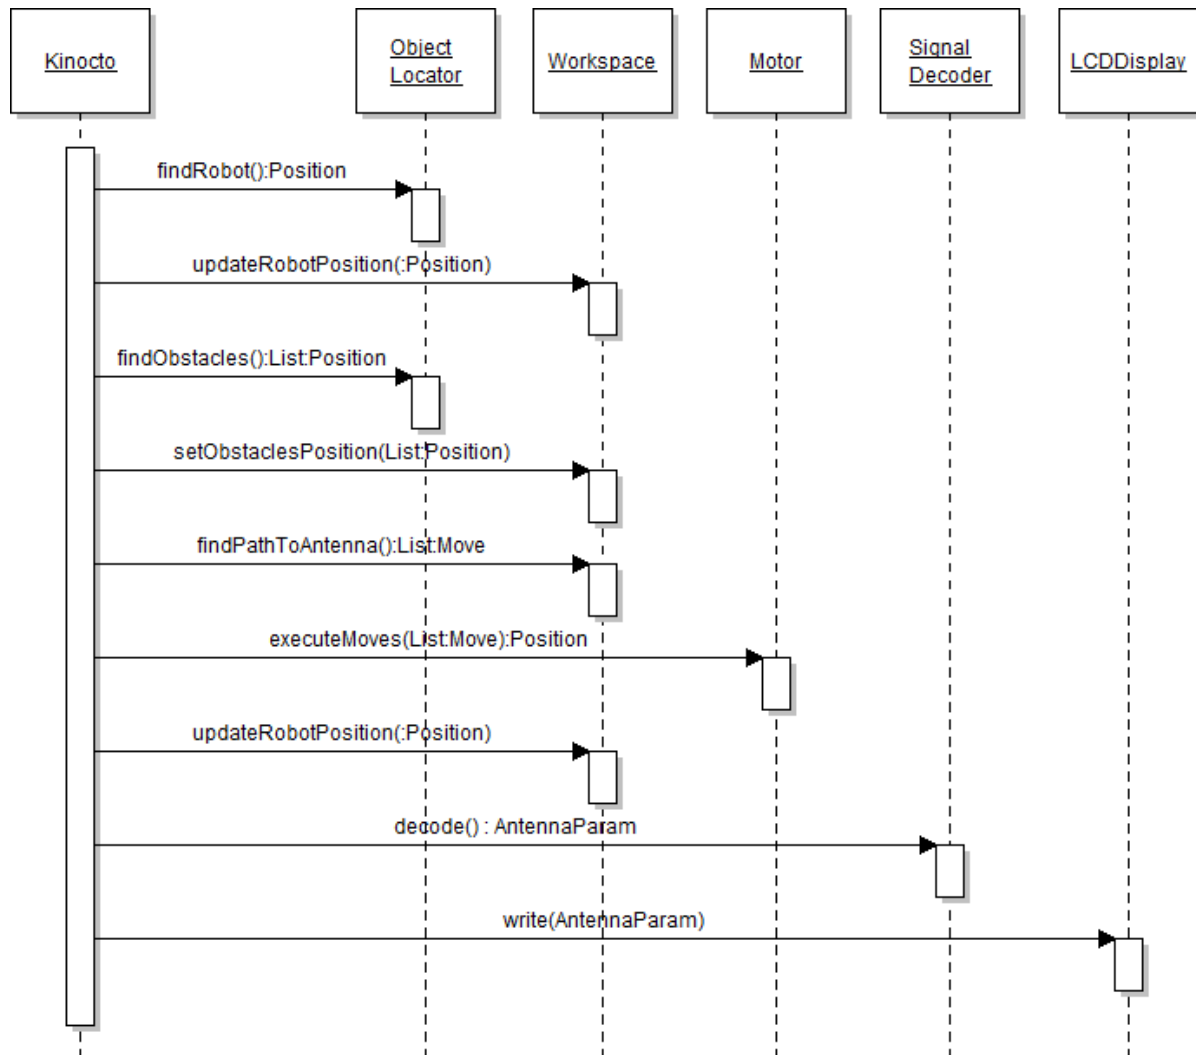 Kinocto
Object
Locator
Workspace
Motor
Signal
Decoder
LCDDisplay
findRobot():Position
updateRobotPosition(:Position)
findObstacles():List:Position
setObstaclesPosition(List:Position)
findPathToAntenna():List:Move
executeMoves(List:Move):Position
updateRobotPosition(:Position)
decode() : AntennaParam
write(AntennaParam)